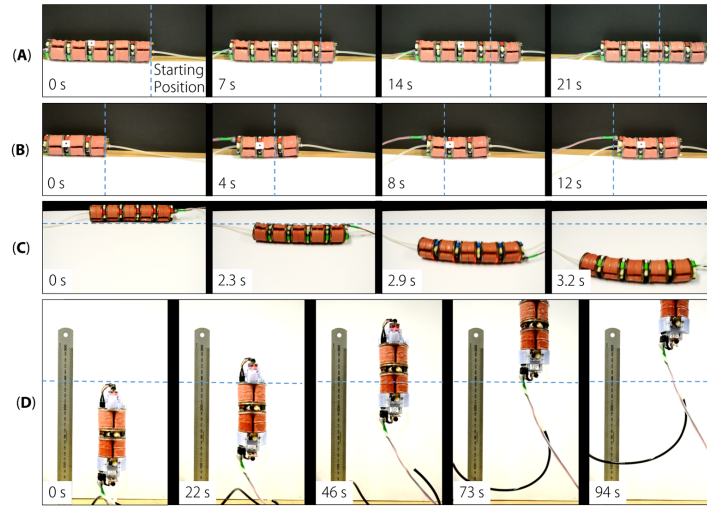 (A)
0 s
Starting
Position
7 s
14 s
21 s
(B)
0 s
4 s
8 s
12 s
(C)
0 s
2.3 s
2.9 s
3.2 s
(D)
0 s
22 s
46 s
73 s
94 s